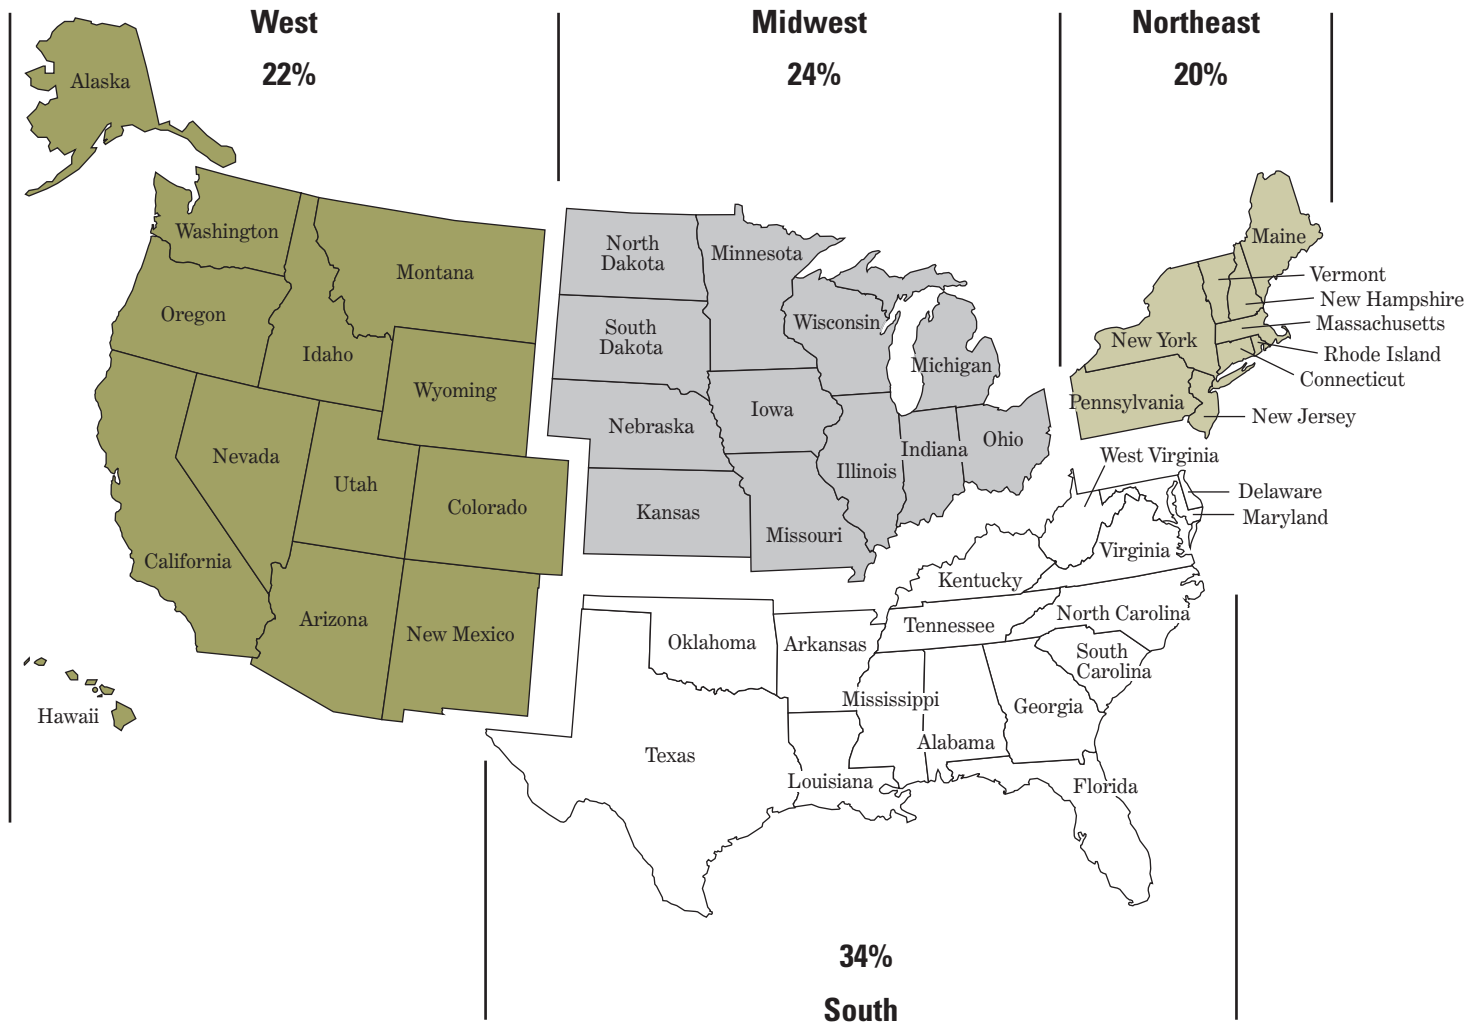 West
22%
Midwest
24%
Northeast
20%
Alaska
Washington
Oregon
Idaho
Montana
Wyoming
Nevada
Utah
Colorado
California
Arizona
New Mexico
Hawaii
North
Dakota
Minnesota
South
Dakota
Wisconsin
Michigan
Nebraska
Iowa
Illinois
Indiana
Ohio
Kansas
Missouri
Maine
Vermont
New Hampshire
Massachusetts
New York
Rhode Island
Connecticut
Pennsylvania
New Jersey
West Virginia
Delaware
Maryland
Virginia
Kentucky
North Carolina
Tennessee
Oklahoma
Arkansas
South
Carolina
Mississippi
Georgia
Alabama
Texas
Louisiana
Florida
34%
South